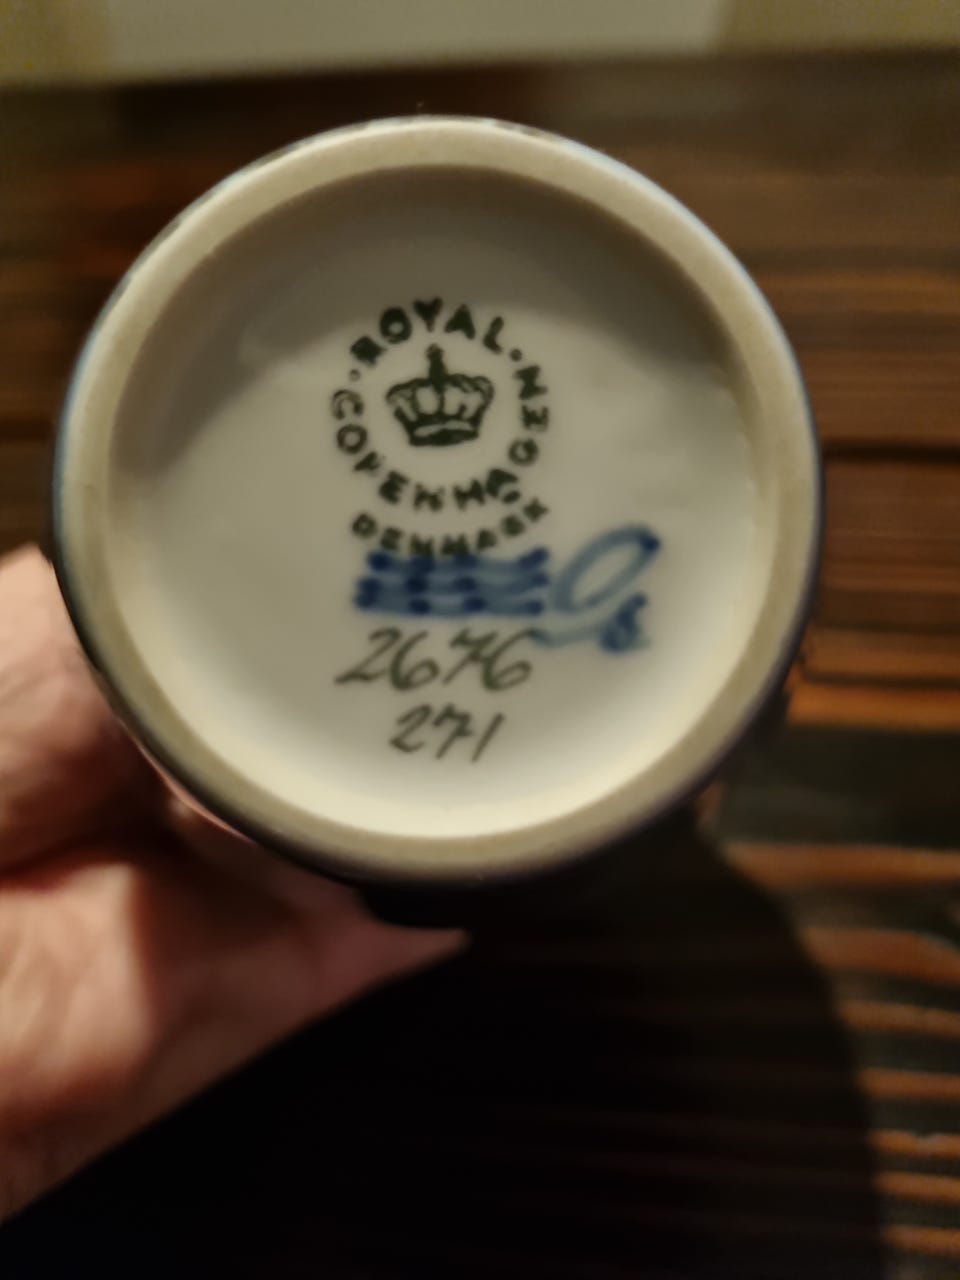 ROYAL
COPENHAGEN
DENMARK
2676
271